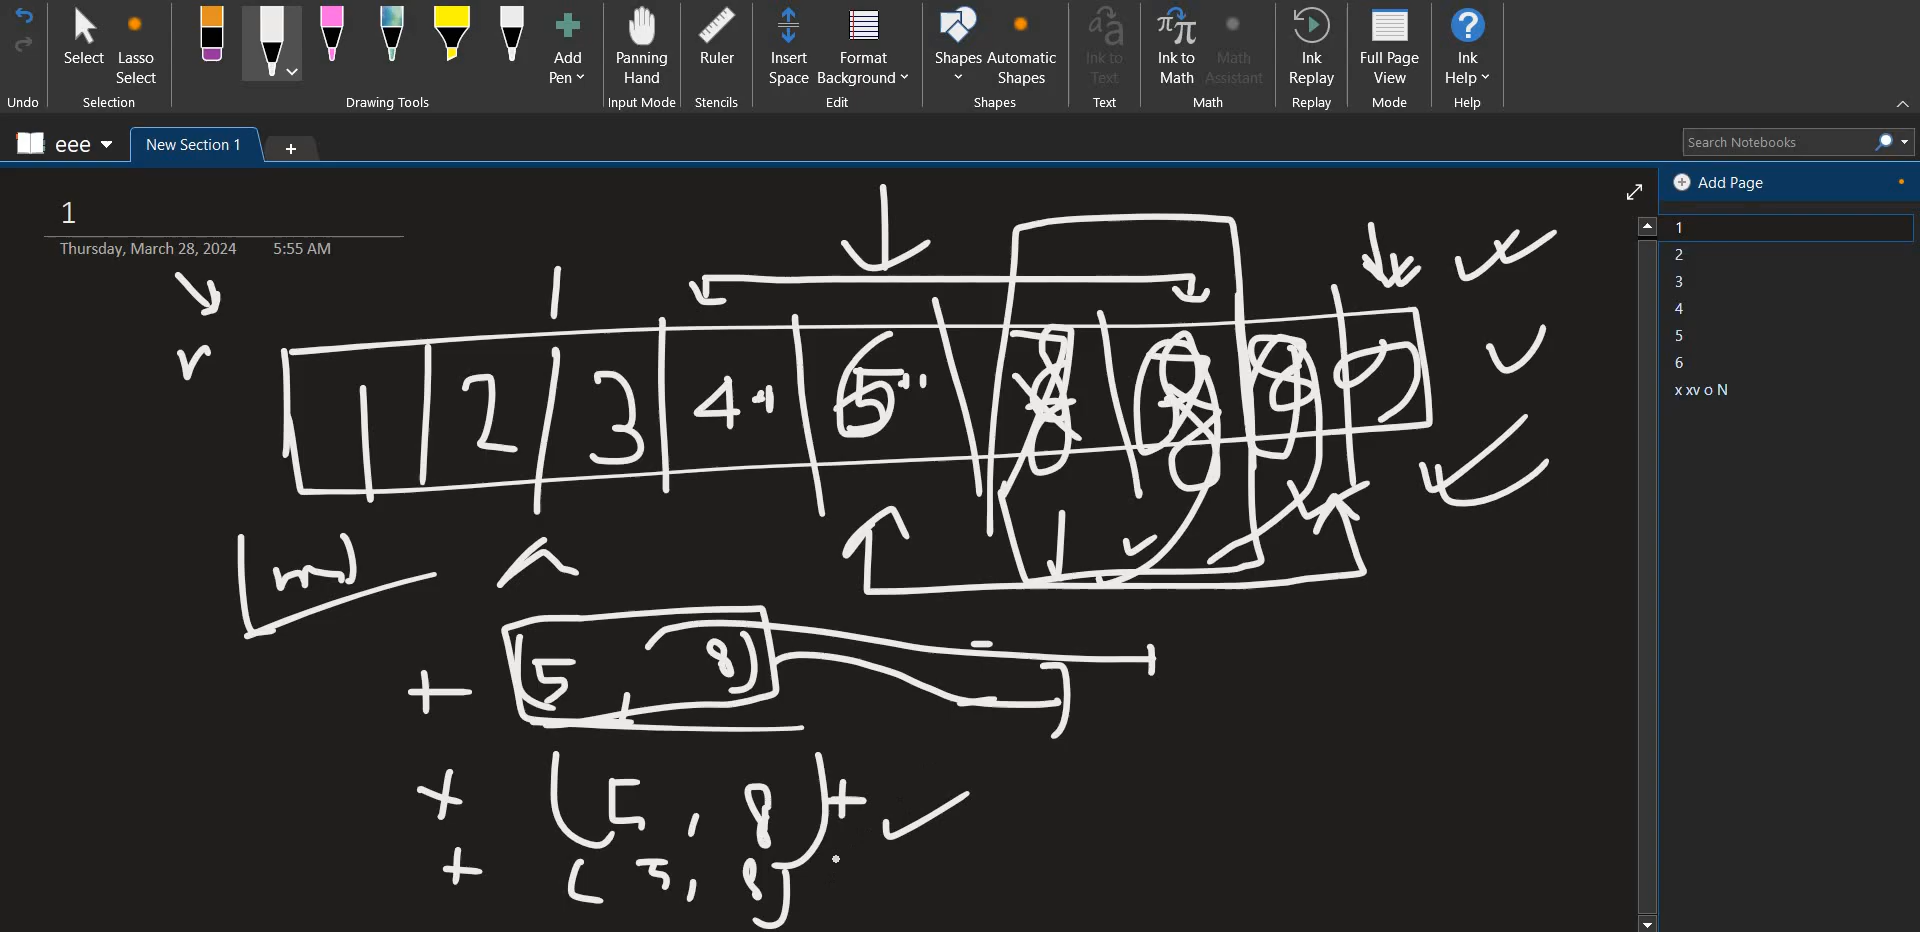 Undo
Select
Lasso Select
Selection
Drawing Tools
Add Pen
Panning Hand
Input Mode
Ruler
Stencils
Insert Space
Format Background
Edit
Shapes
Automatic Shapes
Shapes
Ink to Text
Text
Ink to Math
Math Assistant
Math
Ink Replay
Replay
Full Page View
Mode
Ink Help
Help
eee
New Section 1
+
Search Notebooks
Add Page
1
2
3
4
5
6
x xv o N
1
Thursday, March 28, 2024 5:55 AM
r
1 2 3 4 5
+ (5, 8)
+ (5, 8) +
+ (5, 8)